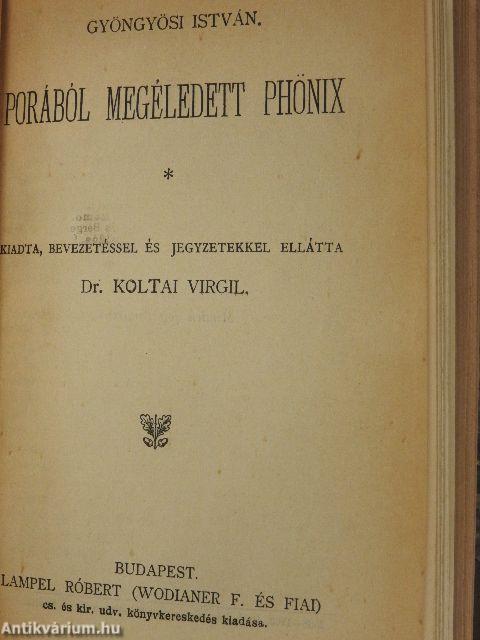 GYÖNGYÖSI ISTVÁN.
PORÁBÓL MEGÉLEDETT PHÖNIX
*
KIADTA, BEVEZETÉSSEL ÉS JEGYZETEKKEL ELLÁTTA
Dr. KOLTAI VIRGIL.
BUDAPEST.
LAMPEL RÓBERT (WODIANER F. ÉS FIAI)
cs. és kir. udv. könyvkereskedés kiadása.
Antikvárium.hu